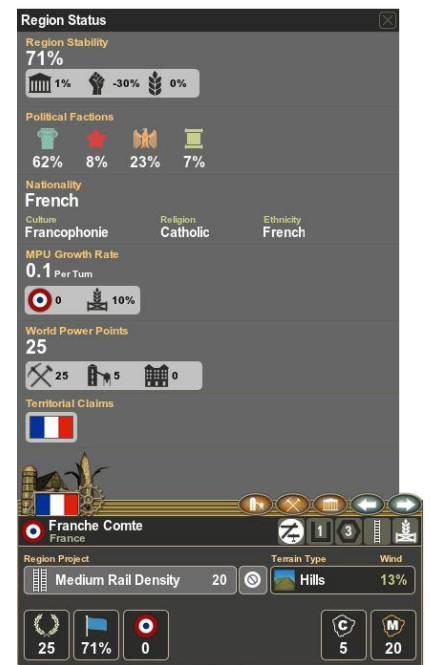 Region Status
Region Stability
71%
1% -30% 0%
Political Factions
62% 8% 23% 7%
Nationality
French
Culture Religion Ethnicity
Francophonie Catholic French
MPU Growth Rate
0.1 Per Turn
0 10%
World Power Points
25
25 5 0
Territorial Claims
Franche Comte
France
1 3
Region Project Terrain Type Wind
Medium Rail Density 20 Hills 13%
C M
25 71% 0 5 20